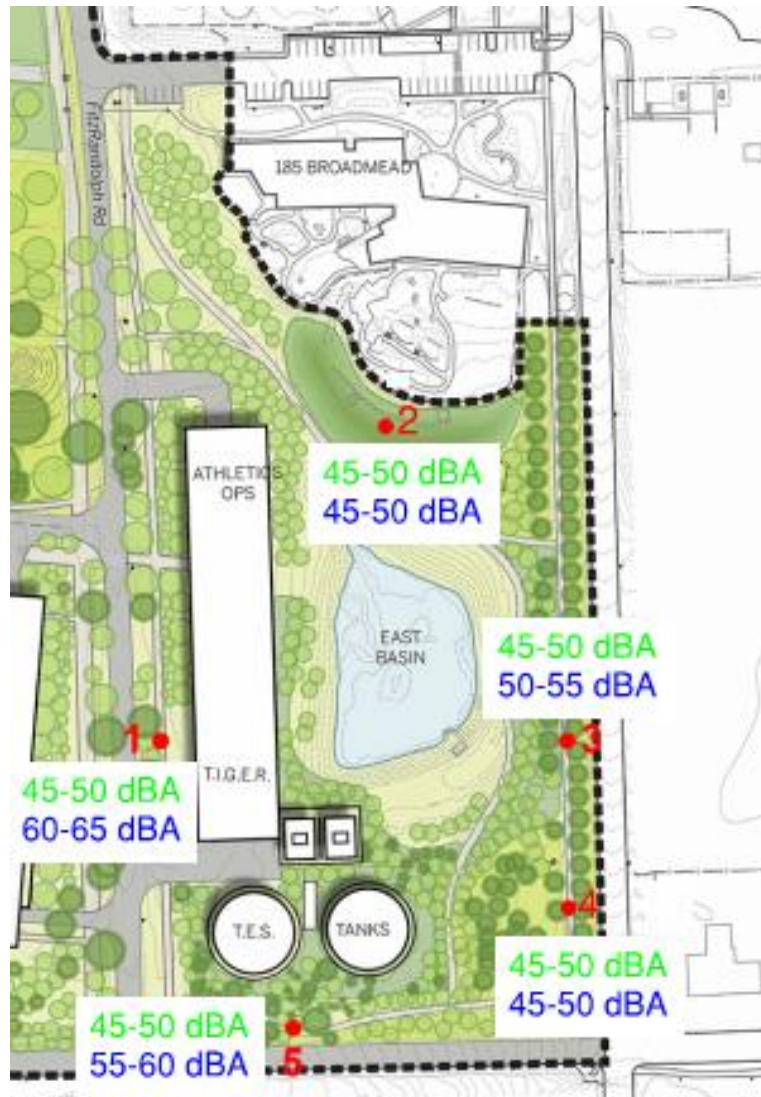 FitzRandolph Rd
185 BROADMEAD
2
45-50 dBA
45-50 dBA
ATHLETICS
OPS
EAST
BASIN
45-50 dBA
50-55 dBA
1
3
T.I.G.E.R.
45-50 dBA
60-65 dBA
4
T.E.S.
TANKS
45-50 dBA
45-50 dBA
45-50 dBA
55-60 dBA
5